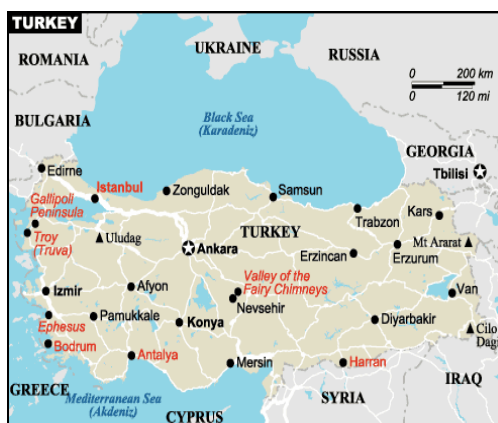 TURKEY
ROMANIA
UKRAINE
RUSSIA
0 200 km
0 120 mi
BULGARIA
Black Sea
(Karadeniz)
GEORGIA
Tbilisi
Edirne
Istanbul
Zonguldak
Samsun
Trabzon
Kars
Gallipoli
Peninsula
Troy
(Truva)
Uludag
Ankara
TURKEY
Erzincan
Erzurum
Mt Ararat
Izmir
Afyon
Valley of the
Fairy Chimneys
Nevsehir
Van
Ephesus
Pamukkale
Konya
Diyarbakir
Cilo
Dagi
Bodrum
Antalya
Mersin
Harran
GREECE
Mediterranean Sea
(Akdeniz)
CYPRUS
SYRIA
IRAQ